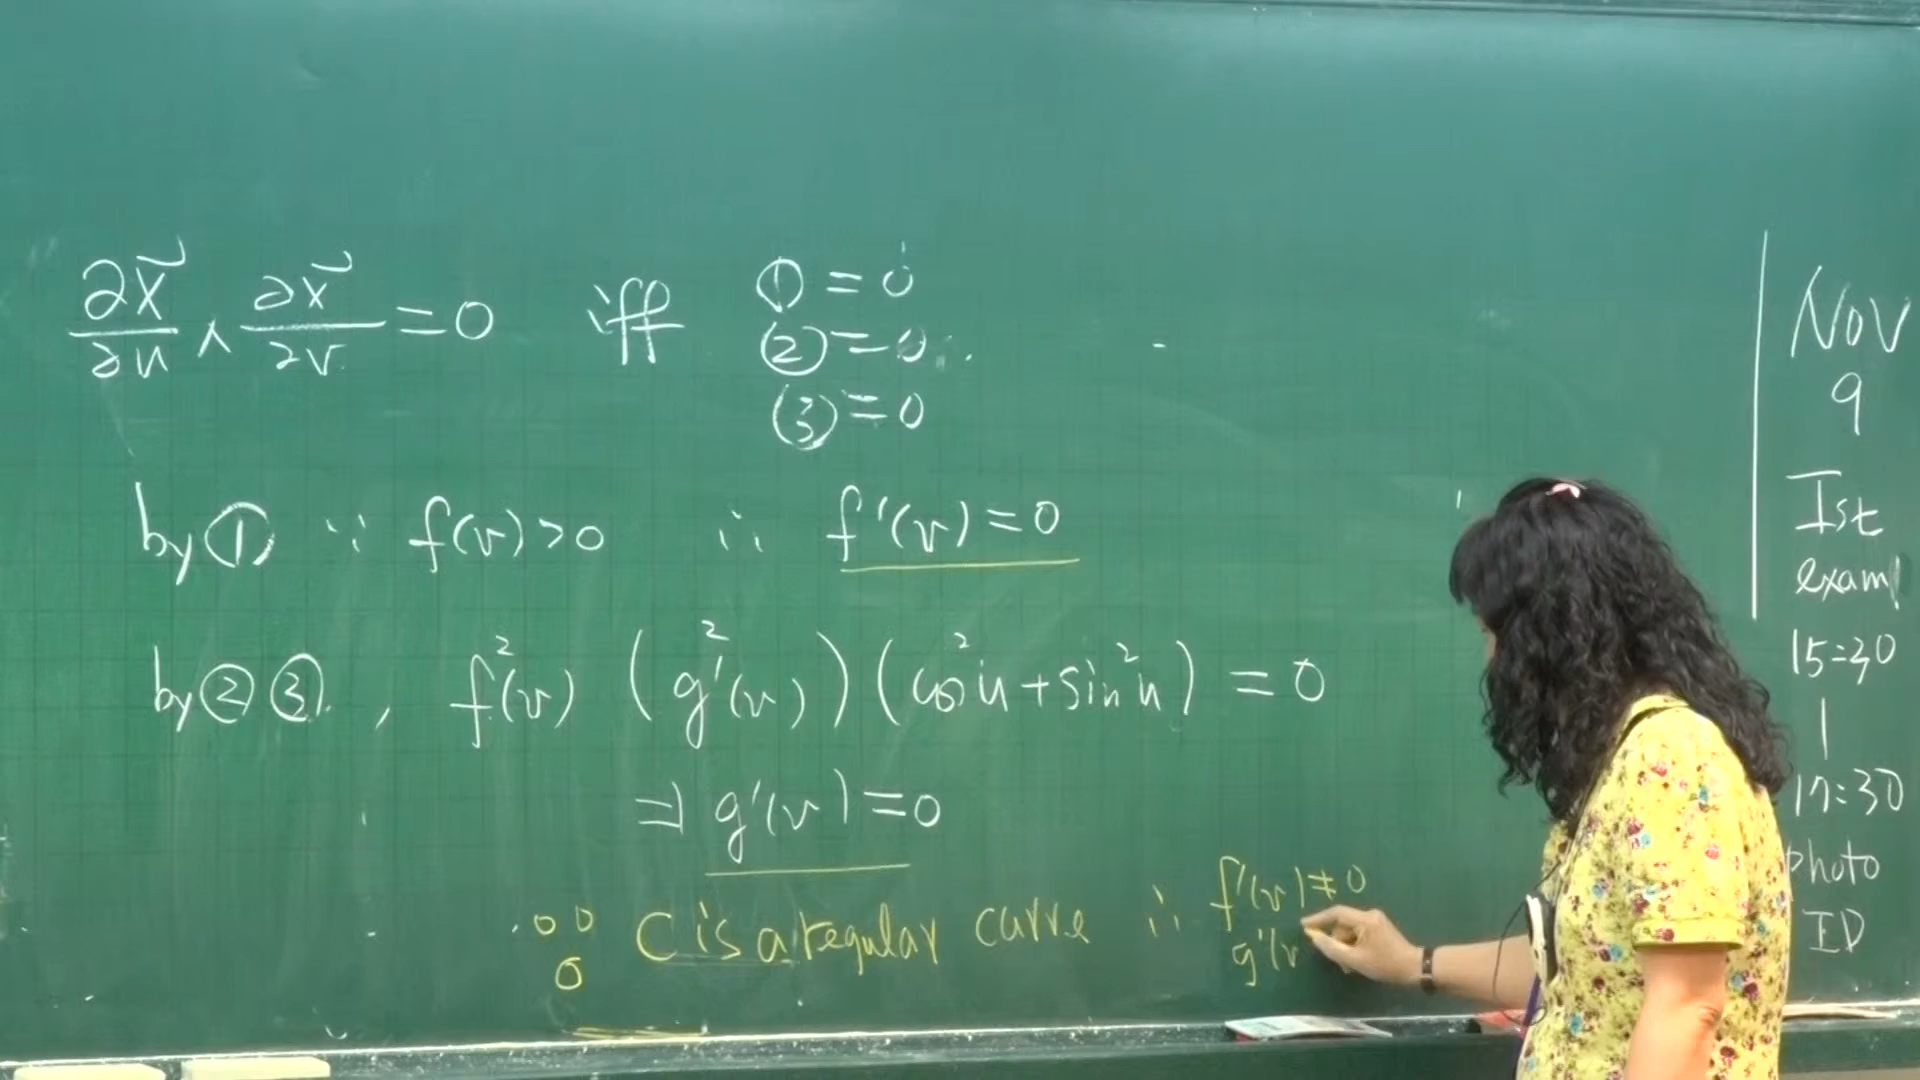 ∂X⃗/∂u ∧ ∂X⃗/∂v = 0 iff ① = 0
② = 0
③ = 0
by ① ∵ f(v) > 0 ∴ f'(v) = 0
by ② ③, f²(v) (g'²(v)) (cos²u + sin²u) = 0
⇒ g'(v) = 0
∵ C is a regular curve ∴ f'(v) ≠ 0
g'(v
Nov
9
Ist
exam
15:30
|
17:30
photo
ID